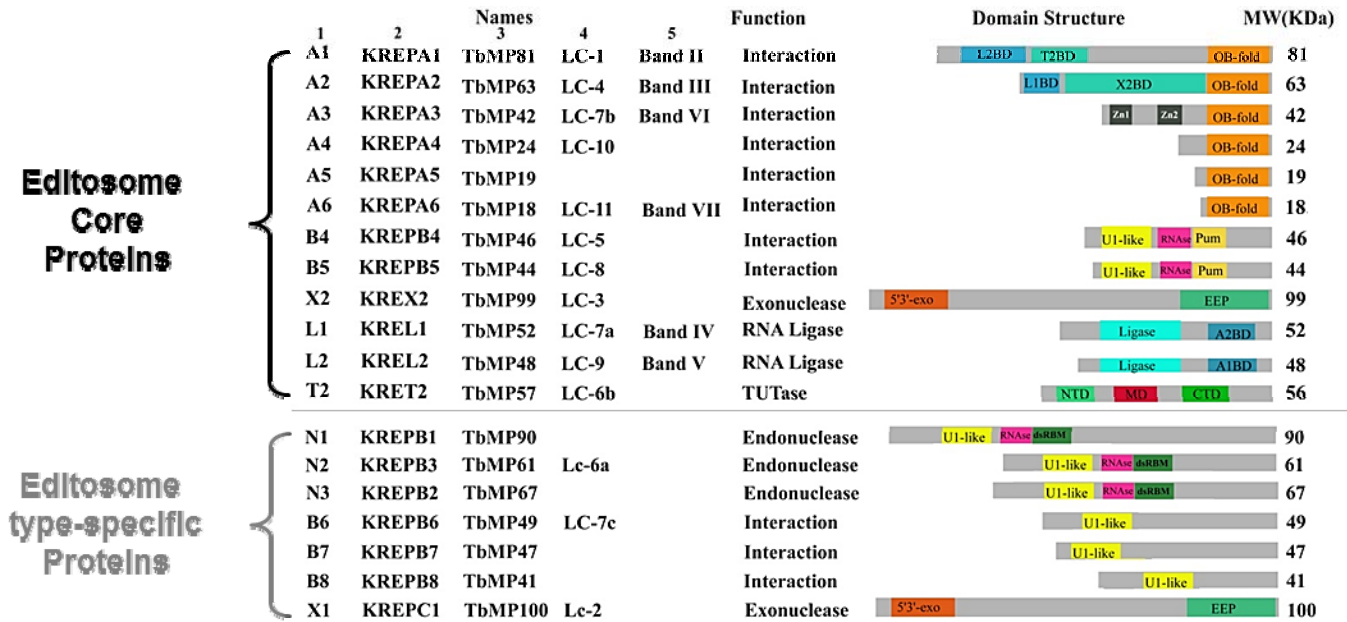 Names Function Domain Structure MW(KDa)
1 2 3 4 5
A1 KREPA1 TbMP81 LC-1 Band II Interaction L2BD T2BD OB-fold 81
A2 KREPA2 TbMP63 LC-4 Band III Interaction L1BD X2BD OB-fold 63
A3 KREPA3 TbMP42 LC-7b Band VI Interaction Zn1 Zn2 OB-fold 42
A4 KREPA4 TbMP24 LC-10 Interaction OB-fold 24
A5 KREPA5 TbMP19 Interaction OB-fold 19
A6 KREPA6 TbMP18 LC-11 Band VII Interaction OB-fold 18
B4 KREPB4 TbMP46 LC-5 Interaction U1-like RNAse Pum 46
B5 KREPB5 TbMP44 LC-8 Interaction U1-like RNAse Pum 44
X2 KREX2 TbMP99 LC-3 Exonuclease 5'3'-exo EEP 99
L1 KREL1 TbMP52 LC-7a Band IV RNA Ligase Ligase A2BD 52
L2 KREL2 TbMP48 LC-9 Band V RNA Ligase Ligase A1BD 48
T2 KRET2 TbMP57 LC-6b TUTase NTD MD CTD 56
Editosome
Core
Proteins
N1 KREPB1 TbMP90 Endonuclease U1-like RNAse dsRBM 90
N2 KREPB3 TbMP61 Lc-6a Endonuclease U1-like RNAse dsRBM 61
N3 KREPB2 TbMP67 Endonuclease U1-like RNAse dsRBM 67
B6 KREPB6 TbMP49 LC-7c Interaction U1-like 49
B7 KREPB7 TbMP47 Interaction U1-like 47
B8 KREPB8 TbMP41 Interaction U1-like 41
X1 KREPC1 TbMP100 Lc-2 Exonuclease 5'3'-exo EEP 100
Editosome
type-specific
Proteins